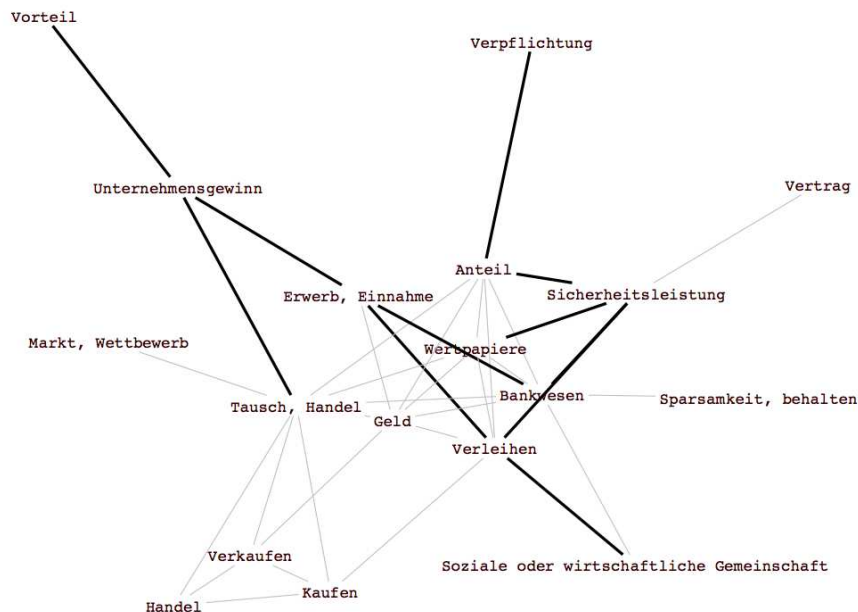 Vorteil
Verpflichtung
Unternehmensgewinn
Vertrag
Anteil
Erwerb, Einnahme
Sicherheitsleistung
Markt, Wettbewerb
Wertpapiere
Bankwesen
Sparsamkeit, behalten
Tausch, Handel
Geld
Verleihen
Verkaufen
Soziale oder wirtschaftliche Gemeinschaft
Kaufen
Handel